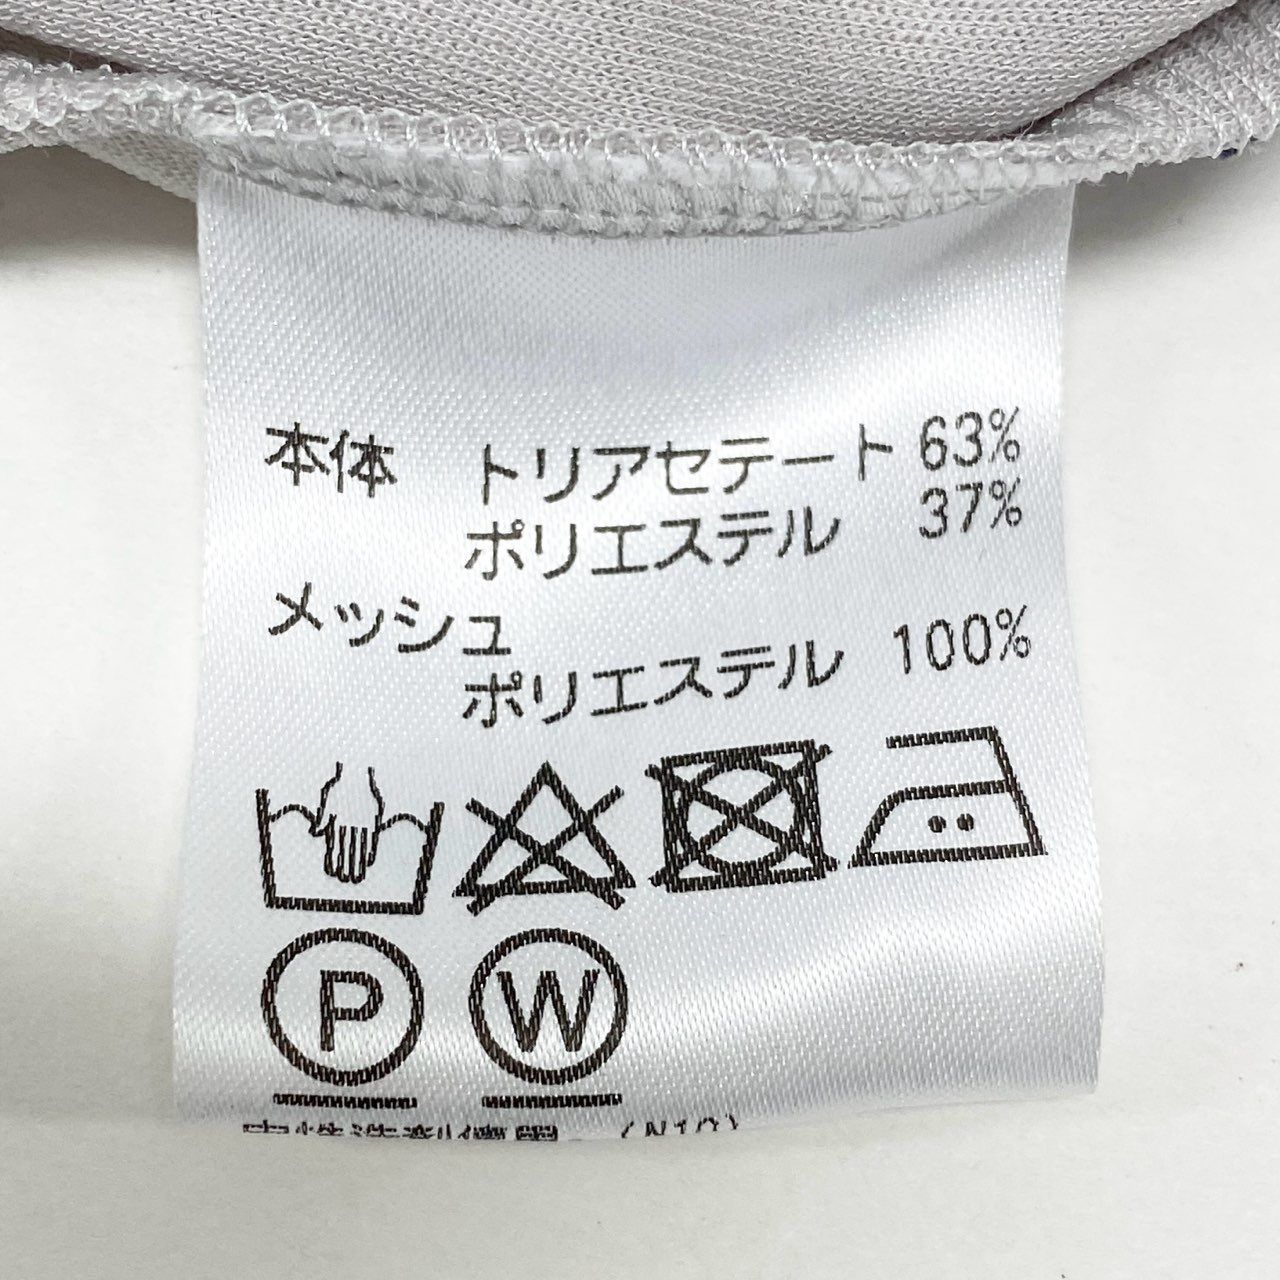 本体 トリアセテート 63%
ポリエステル 37%
メッシュ
ポリエステル 100%
P W